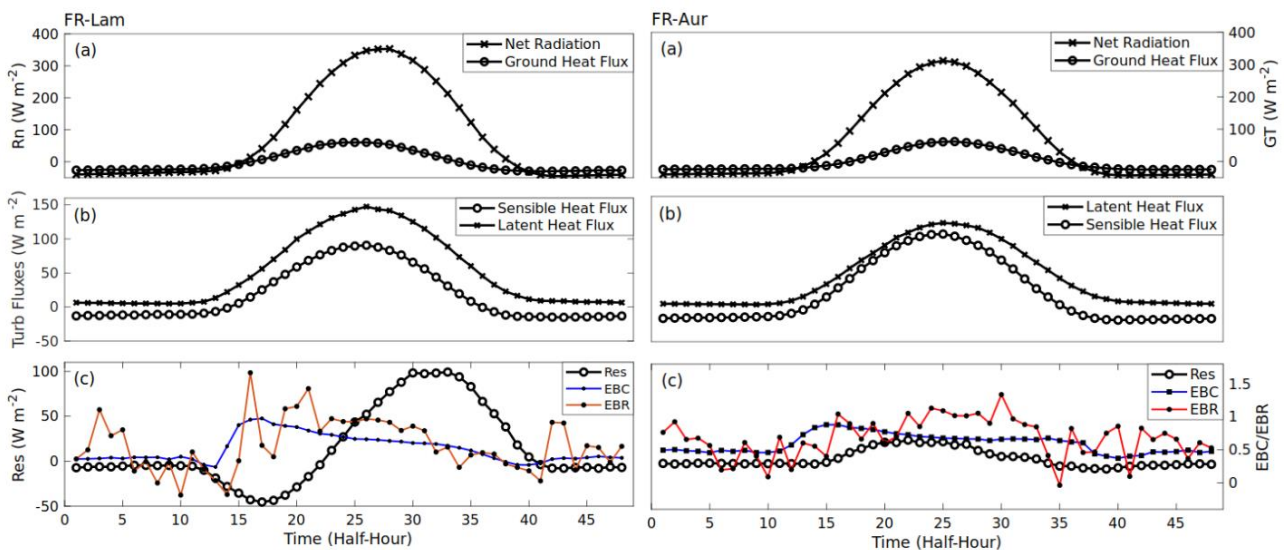 FR-Lam
400
300
200
100
0
Rn (W m-2)
(a)
Net Radiation
Ground Heat Flux
150
100
50
0
-50
Turb Fluxes (W m-2)
(b)
Sensible Heat Flux
Latent Heat Flux
100
50
0
-50
Res (W m-2)
(c)
Res
EBC
EBR
0 5 10 15 20 25 30 35 40 45
Time (Half-Hour)
FR-Aur
(a)
Net Radiation
Ground Heat Flux
400
300
200
100
0
GT (W m-2)
(b)
Latent Heat Flux
Sensible Heat Flux
(c)
Res
EBC
EBR
1.5
1
0.5
0
EBC/EBR
0 5 10 15 20 25 30 35 40 45
Time (Half-Hour)